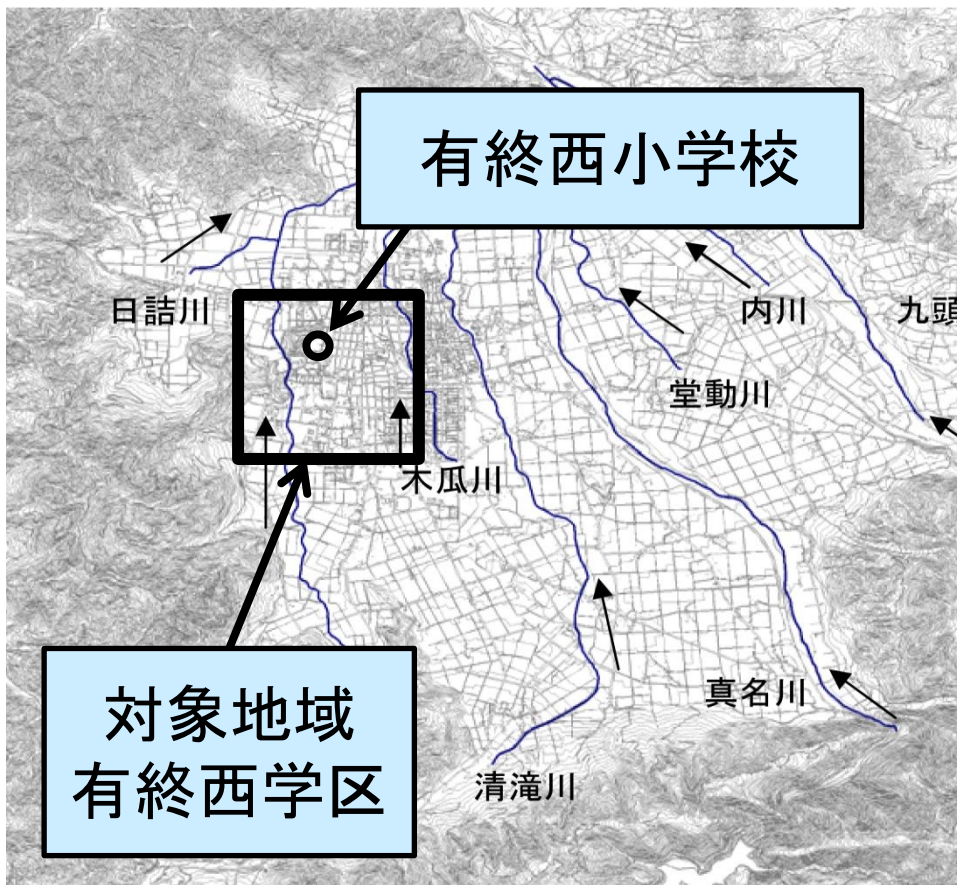 有終西小学校
日詰川
内川
九頭
堂動川
木瓜川
真名川
清滝川
対象地域
有終西学区